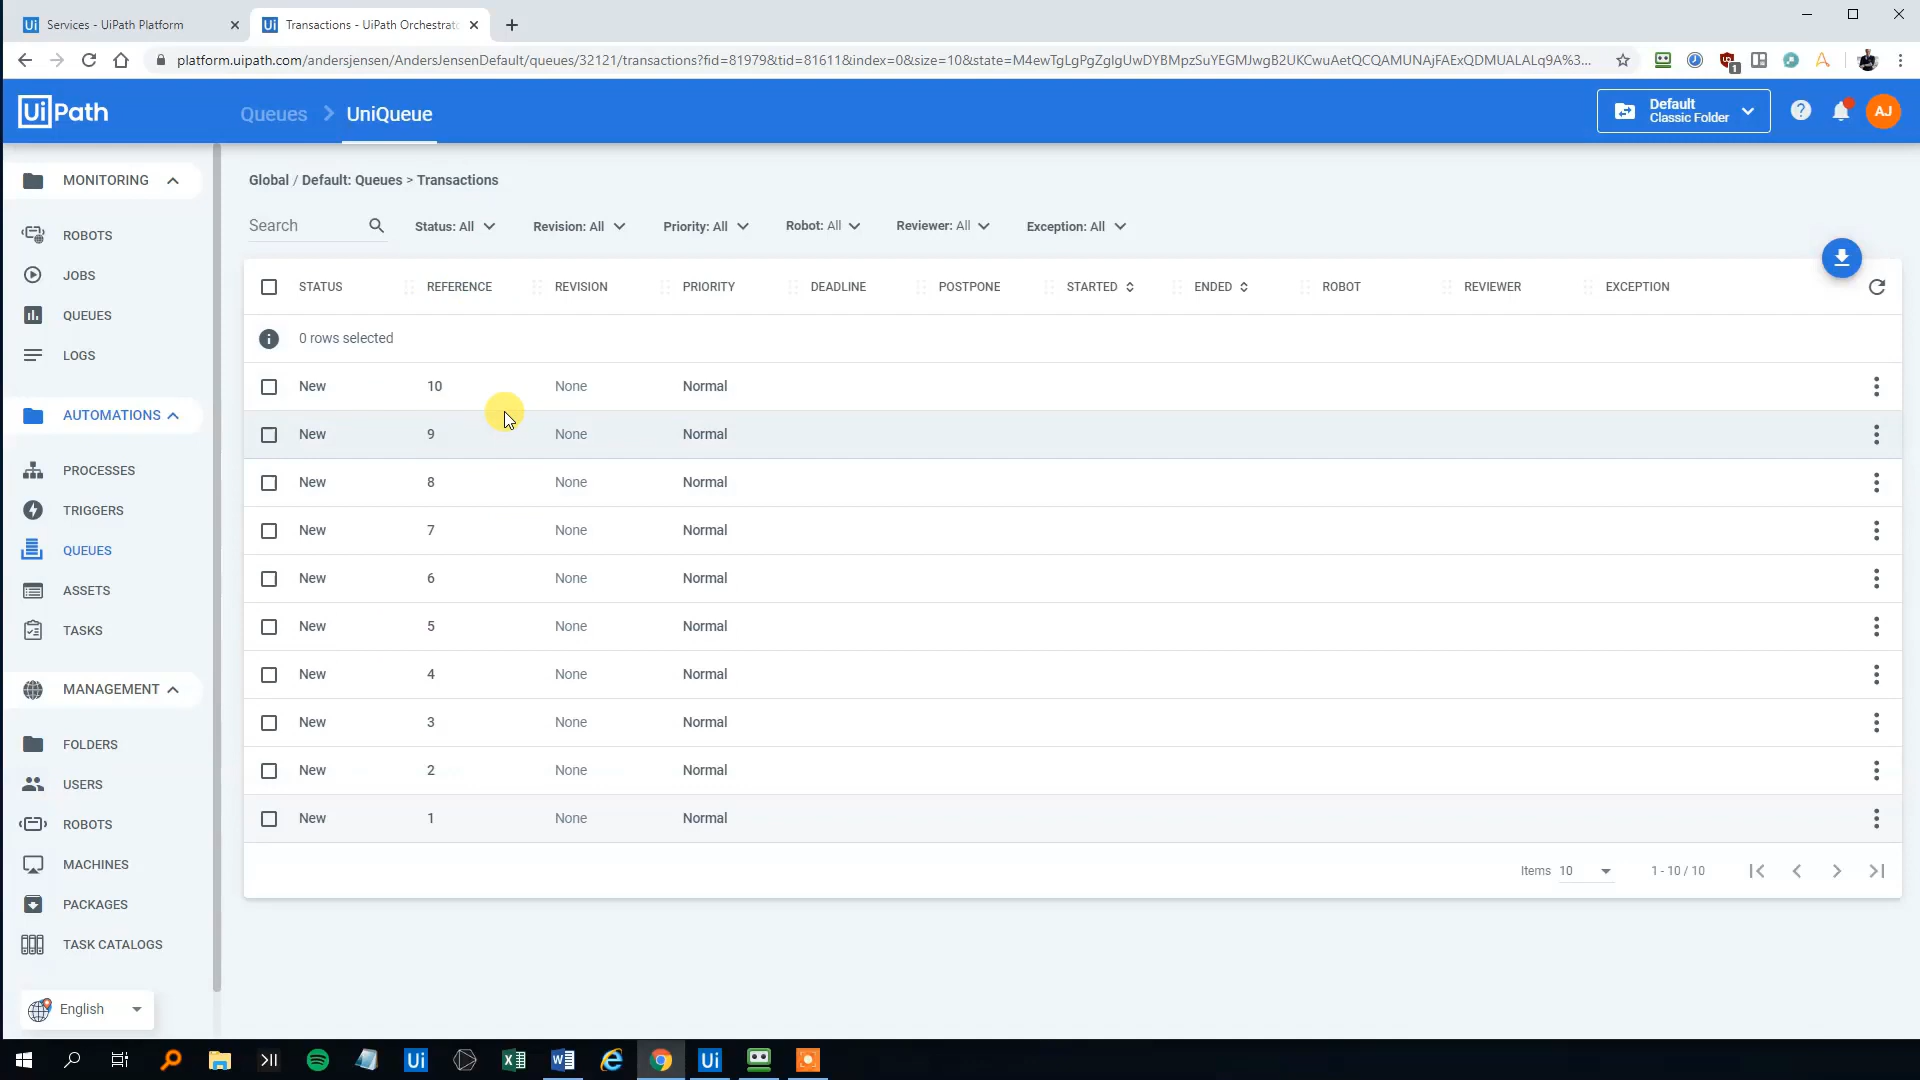 Services - UiPath Platform
Transactions - UiPath Orchestrato
platform.uipath.com/andersjensen/AndersJensenDefault/queues/32121/transactions?fid=81979&tid=81611&index=0&size=10&state=M4ewTgLgPgZglgUwDYBMpzSuYEGMJwgB2UKCwuAetQCQAMUNAjFAExQDMUALALq9A%3...
UiPath
Queues
UniQueue
Default
Classic Folder
AJ
MONITORING
ROBOTS
JOBS
QUEUES
LOGS
AUTOMATIONS
PROCESSES
TRIGGERS
QUEUES
ASSETS
TASKS
MANAGEMENT
FOLDERS
USERS
ROBOTS
MACHINES
PACKAGES
TASK CATALOGS
English
Global / Default: Queues > Transactions
Search
Status: All
Revision: All
Priority: All
Robot: All
Reviewer: All
Exception: All
STATUS REFERENCE REVISION PRIORITY DEADLINE POSTPONE STARTED ENDED ROBOT REVIEWER EXCEPTION
0 rows selected
New 10 None Normal
New 9 None Normal
New 8 None Normal
New 7 None Normal
New 6 None Normal
New 5 None Normal
New 4 None Normal
New 3 None Normal
New 2 None Normal
New 1 None Normal
Items 10 1 - 10 / 10